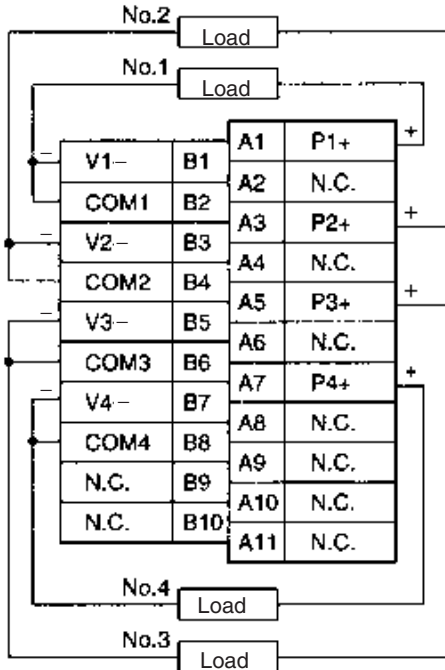 No.2 Load
No.1 Load
+
A1 P1+
− V1− B1
A2 N.C.
COM1 B2
A3 P2+ +
− V2− B3
A4 N.C.
COM2 B4
A5 P3+ +
− V3− B5
A6 N.C.
COM3 B6
A7 P4+ +
− V4− B7
A8 N.C.
COM4 B8
A9 N.C.
N.C. B9
A10 N.C.
N.C. B10
A11 N.C.
No.4 Load
No.3 Load